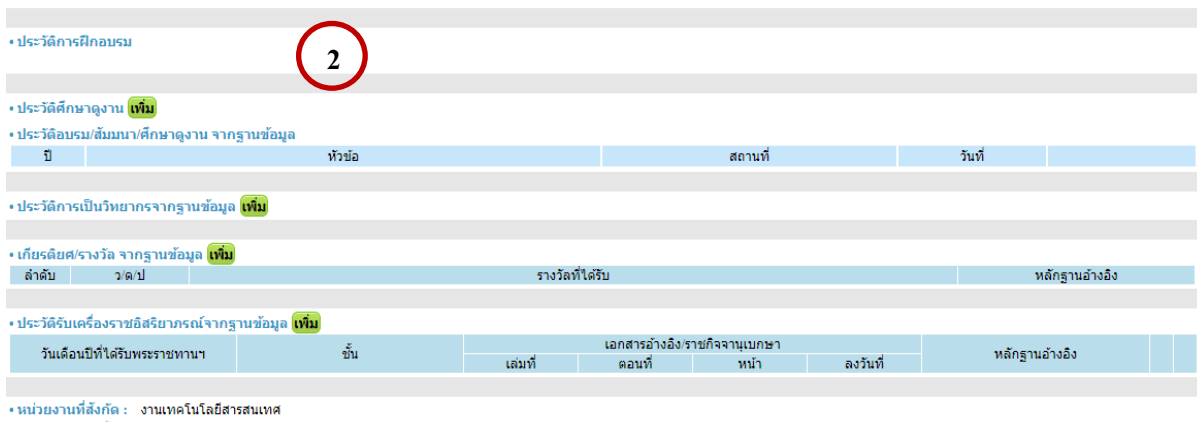 • ประวัติการฝึกอบรม
2
• ประวัติศึกษาดูงาน เพิ่ม
• ประวัติอบรม/สัมมนา/ศึกษาดูงาน จากฐานข้อมูล
ปี หัวข้อ สถานที่ วันที่
• ประวัติการเป็นวิทยากรจากฐานข้อมูล เพิ่ม
• เกียรติยศ/รางวัล จากฐานข้อมูล เพิ่ม
ลำดับ ว/ด/ป รางวัลที่ได้รับ หลักฐานอ้างอิง
• ประวัติรับเครื่องราชอิสริยาภรณ์จากฐานข้อมูล เพิ่ม
วันเดือนปีที่ได้รับพระราชทานฯ ชั้น เอกสารอ้างอิง/ราชกิจจานุเบกษา หลักฐานอ้างอิง
เล่มที่ ตอนที่ หน้า ลงวันที่
• หน่วยงานที่สังกัด : งานเทคโนโลยีสารสนเทศ